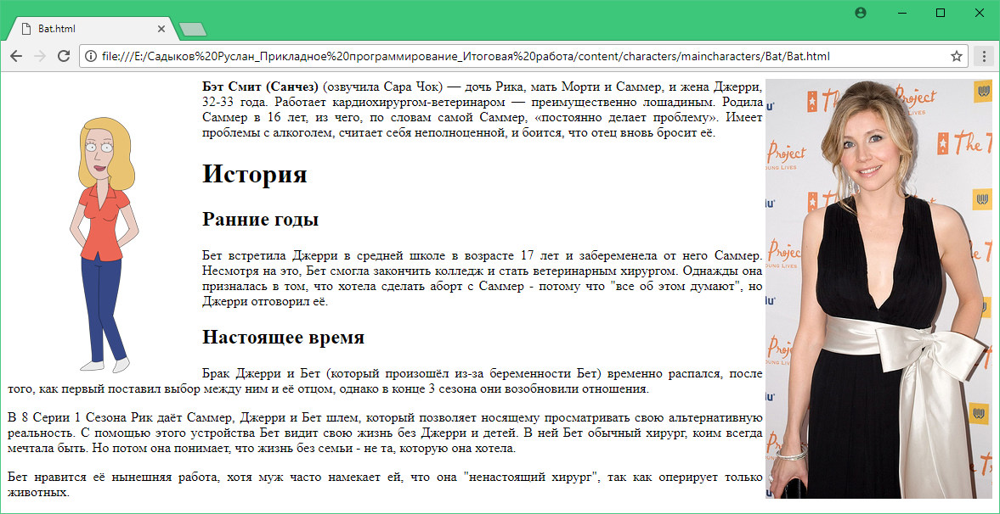 Bat.html
file:///E:/Садыков%20Руслан_Прикладное%20программирование_Итоговая%20работа/content/characters/maincharacters/Bat/Bat.html
Бэт Смит (Санчез) (озвучила Сара Чок) — дочь Рика, мать Морти и Саммер, и жена Джерри,
32-33 года. Работает кардиохирургом-ветеринаром — преимущественно лошадиным. Родила
Саммер в 16 лет, из чего, по словам самой Саммер, «постоянно делает проблему». Имеет
проблемы с алкоголем, считает себя неполноценной, и боится, что отец вновь бросит её.
История
Ранние годы
Бет встретила Джерри в средней школе в возрасте 17 лет и забеременела от него Саммер.
Несмотря на это, Бет смогла закончить колледж и стать ветеринарным хирургом. Однажды она
призналась в том, что хотела сделать аборт с Саммер - потому что "все об этом думают", но
Джерри отговорил её.
Настоящее время
Брак Джерри и Бет (который произошёл из-за беременности Бет) временно распался, после
того, как первый поставил выбор между ним и её отцом, однако в конце 3 сезона они возобновили отношения.
В 8 Серии 1 Сезона Рик даёт Саммер, Джерри и Бет шлем, который позволяет носящему просматривать свою альтернативную
реальность. С помощью этого устройства Бет видит свою жизнь без Джерри и детей. В ней Бет обычный хирург, коим всегда
мечтала быть. Но потом она понимает, что жизнь без семьи - не та, которую она хотела.
Бет нравится её нынешняя работа, хотя муж часто намекает ей, что она "ненастоящий хирург", так как оперирует только
животных.
Project
The T
Project
YOUNG LIVES